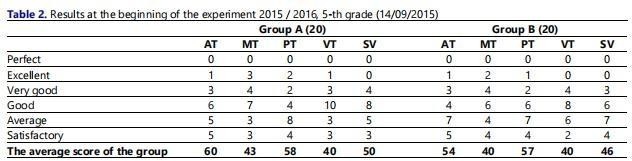 Table 2. Results at the beginning of the experiment 2015 / 2016, 5-th grade (14/09/2015)
Group A (20) Group B (20)
AT MT PT VT SV AT MT PT VT SV
Perfect 0 0 0 0 0 0 0 0 0 0
Excellent 1 3 2 1 0 1 2 1 0 0
Very good 3 4 2 3 4 3 4 2 4 3
Good 6 7 4 10 8 4 6 6 8 6
Average 5 3 8 3 5 7 4 7 6 7
Satisfactory 5 3 4 3 3 5 4 4 2 4
The average score of the group 60 43 58 40 50 54 40 57 40 46